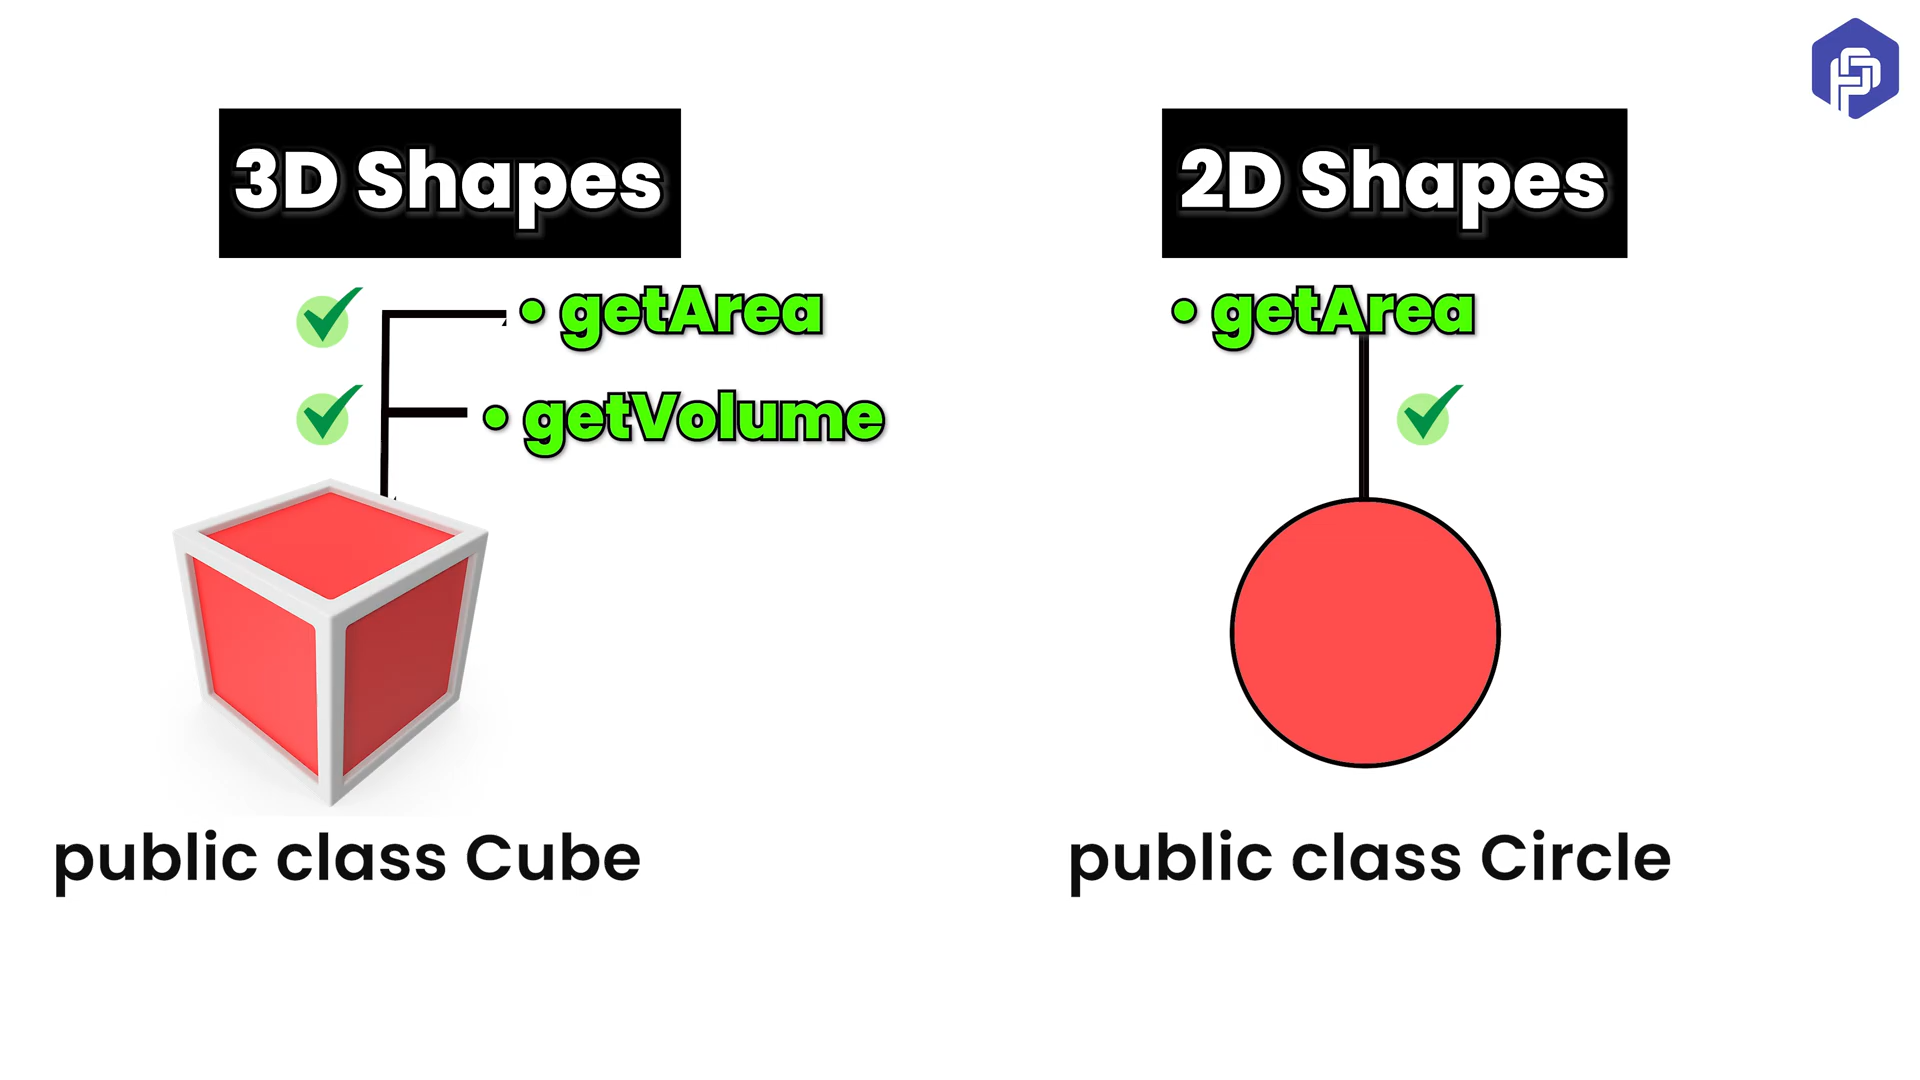 3D Shapes
• getArea
• getVolume
public class Cube
2D Shapes
• getArea
public class Circle